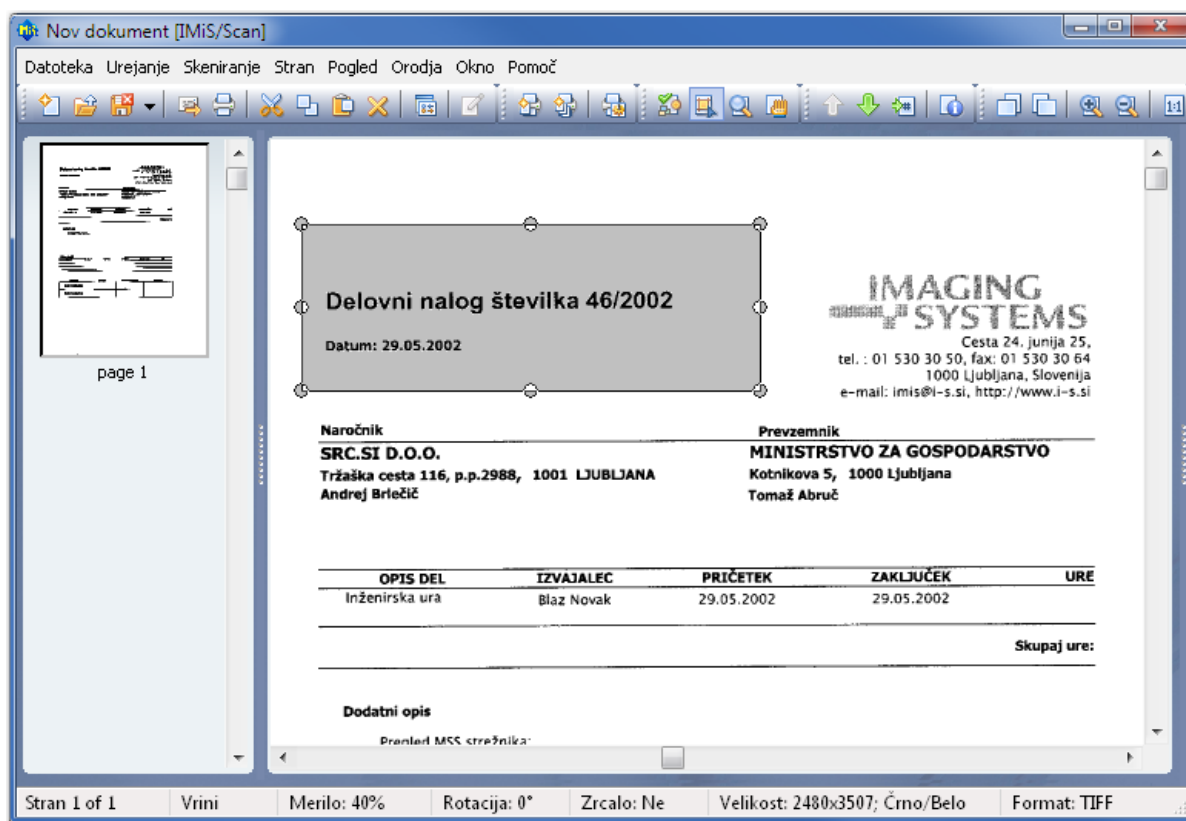 Nov dokument [IMiS/Scan]
Datoteka Urejanje Skeniranje Stran Pogled Orodja Okno Pomoč
1:1
page 1
Delovni nalog številka 46/2002
Datum: 29.05.2002
IMAGING
SYSTEMS
Cesta 24. junija 25,
tel. : 01 530 30 50, fax: 01 530 30 64
1000 Ljubljana, Slovenija
e-mail: imis@i-s.si, http://www.i-s.si
Naročnik Prevzemnik
SRC.SI D.O.O. MINISTRSTVO ZA GOSPODARSTVO
Tržaška cesta 116, p.p.2988, 1001 LJUBLJANA Kotnikova 5, 1000 Ljubljana
Andrej Brlečič Tomaž Abruč
OPIS DEL IZVAJALEC PRIČETEK ZAKLJUČEK URE
Inženirska ura Blaz Novak 29.05.2002 29.05.2002
Skupaj ure:
Dodatni opis
Pregled MSS strežnika:
Stran 1 of 1 Vrini Merilo: 40% Rotacija: 0° Zrcalo: Ne Velikost: 2480x3507; Črno/Belo Format: TIFF